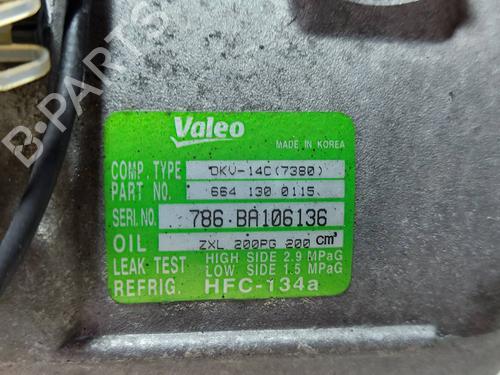 Valeo
MADE IN KOREA
COMP. TYPE DKV-14C(7380)
PART NO. 664 130 0115
SERI.NO. 786 BA106136
OIL ZXL 200PG 200 cm³
LEAK TEST HIGH SIDE 2.9 MPaG
LOW SIDE 1.5 MPaG
REFRIG. HFC-134a
B-PARTS